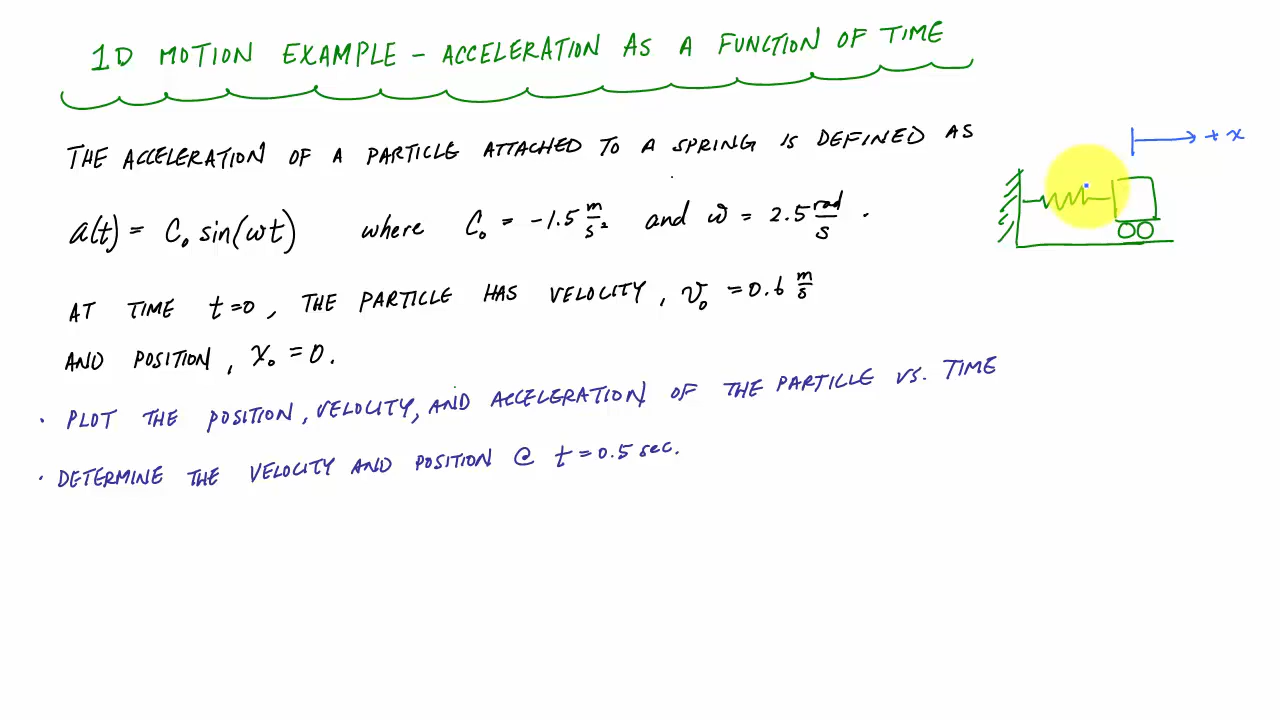 1D MOTION EXAMPLE – ACCELERATION AS A FUNCTION OF TIME
THE ACCELERATION OF A PARTICLE ATTACHED TO A SPRING IS DEFINED AS
+x
a(t) = C₀ sin(ωt) where C₀ = -1.5 m/s² and ω = 2.5 rad/s.
AT TIME t=0, THE PARTICLE HAS VELOCITY, v₀ = 0.6 m/s
AND POSITION, x₀ = 0.
· PLOT THE POSITION, VELOCITY, AND ACCELERATION OF THE PARTICLE VS. TIME
· DETERMINE THE VELOCITY AND POSITION @ t = 0.5 sec.